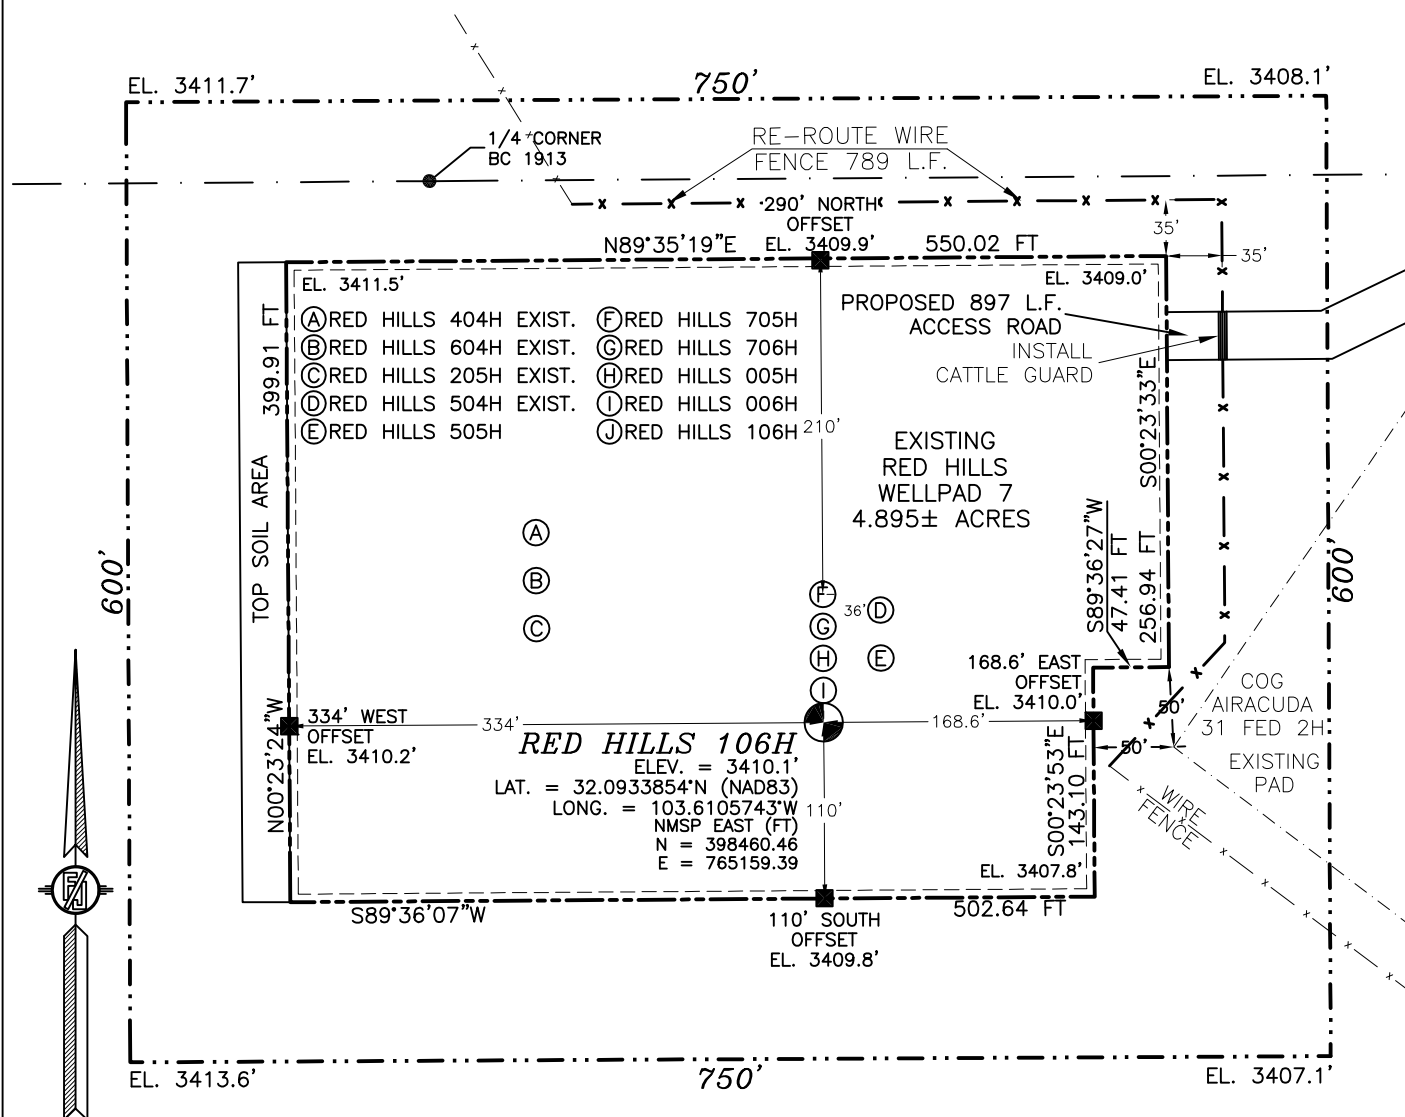 EL. 3411.7'
750'
EL. 3408.1'
1/4 CORNER
BC 1913
RE-ROUTE WIRE
FENCE 789 L.F.
290' NORTH
OFFSET
EL. 3409.9'
N89°35'19"E
550.02 FT
35'
35'
EL. 3411.5'
EL. 3409.0'
399.91 FT
TOP SOIL AREA
N00°23'24"W
A RED HILLS 404H EXIST.
B RED HILLS 604H EXIST.
C RED HILLS 205H EXIST.
D RED HILLS 504H EXIST.
E RED HILLS 505H
F RED HILLS 705H
G RED HILLS 706H
H RED HILLS 005H
I RED HILLS 006H
J RED HILLS 106H
210'
PROPOSED 897 L.F.
ACCESS ROAD
INSTALL
CATTLE GUARD
S00°23'33"E
256.94 FT
EXISTING
RED HILLS
WELLPAD 7
4.895± ACRES
S89°36'27"W
47.41 FT
600'
600'
A
B
C
F
G
H
I
36'
D
E
168.6' EAST
OFFSET
EL. 3410.0'
334' WEST
OFFSET
EL. 3410.2'
334'
168.6'
50'
50'
COG
AIRACUDA
31 FED 2H
EXISTING
PAD
WIRE
FENCE
RED HILLS 106H
ELEV. = 3410.1'
LAT. = 32.0933854°N (NAD83)
LONG. = 103.6105743°W
NMSP EAST (FT)
N = 398460.46
E = 765159.39
110'
S00°23'53"E
143.10 FT
EL. 3407.8'
S89°36'07"W
502.64 FT
110' SOUTH
OFFSET
EL. 3409.8'
EL. 3413.6'
750'
EL. 3407.1'